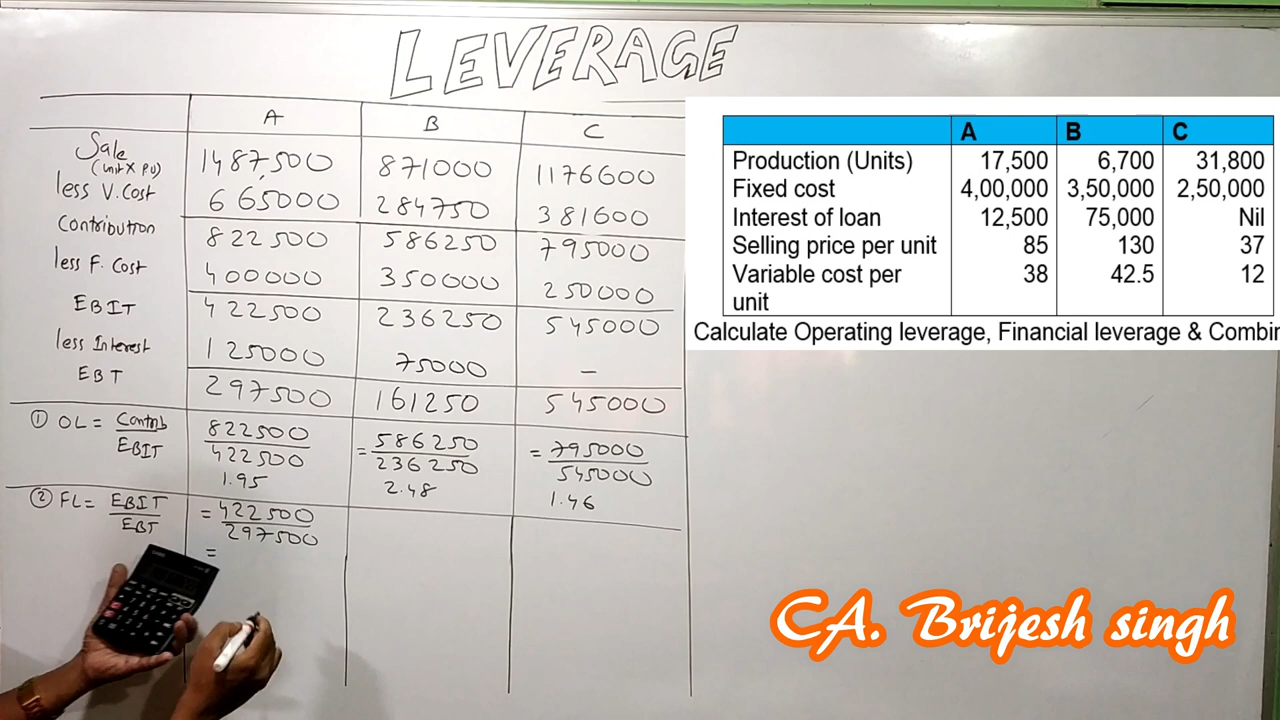 LEVERAGE
A B C
Sale (Unit X PU) 1487,500 871000 1176600
less V. Cost 665000 284750 381600
Contribution 822500 586250 795000
less F. Cost 400000 350000 250000
EBIT 422500 236250 545000
less Interest 125000 75000 –
EBT 297500 161250 545000
① OL = Contrib / EBIT 822500 / 422500 = 586250 / 236250 = 795000 / 545000
1.95 2.48 1.46
② FL = EBIT / EBT = 422500 / 297500
=
A B C
Production (Units) 17,500 6,700 31,800
Fixed cost 4,00,000 3,50,000 2,50,000
Interest of loan 12,500 75,000 Nil
Selling price per unit 85 130 37
Variable cost per 38 42.5 12
unit
Calculate Operating leverage, Financial leverage & Combin
CA. Brijesh singh